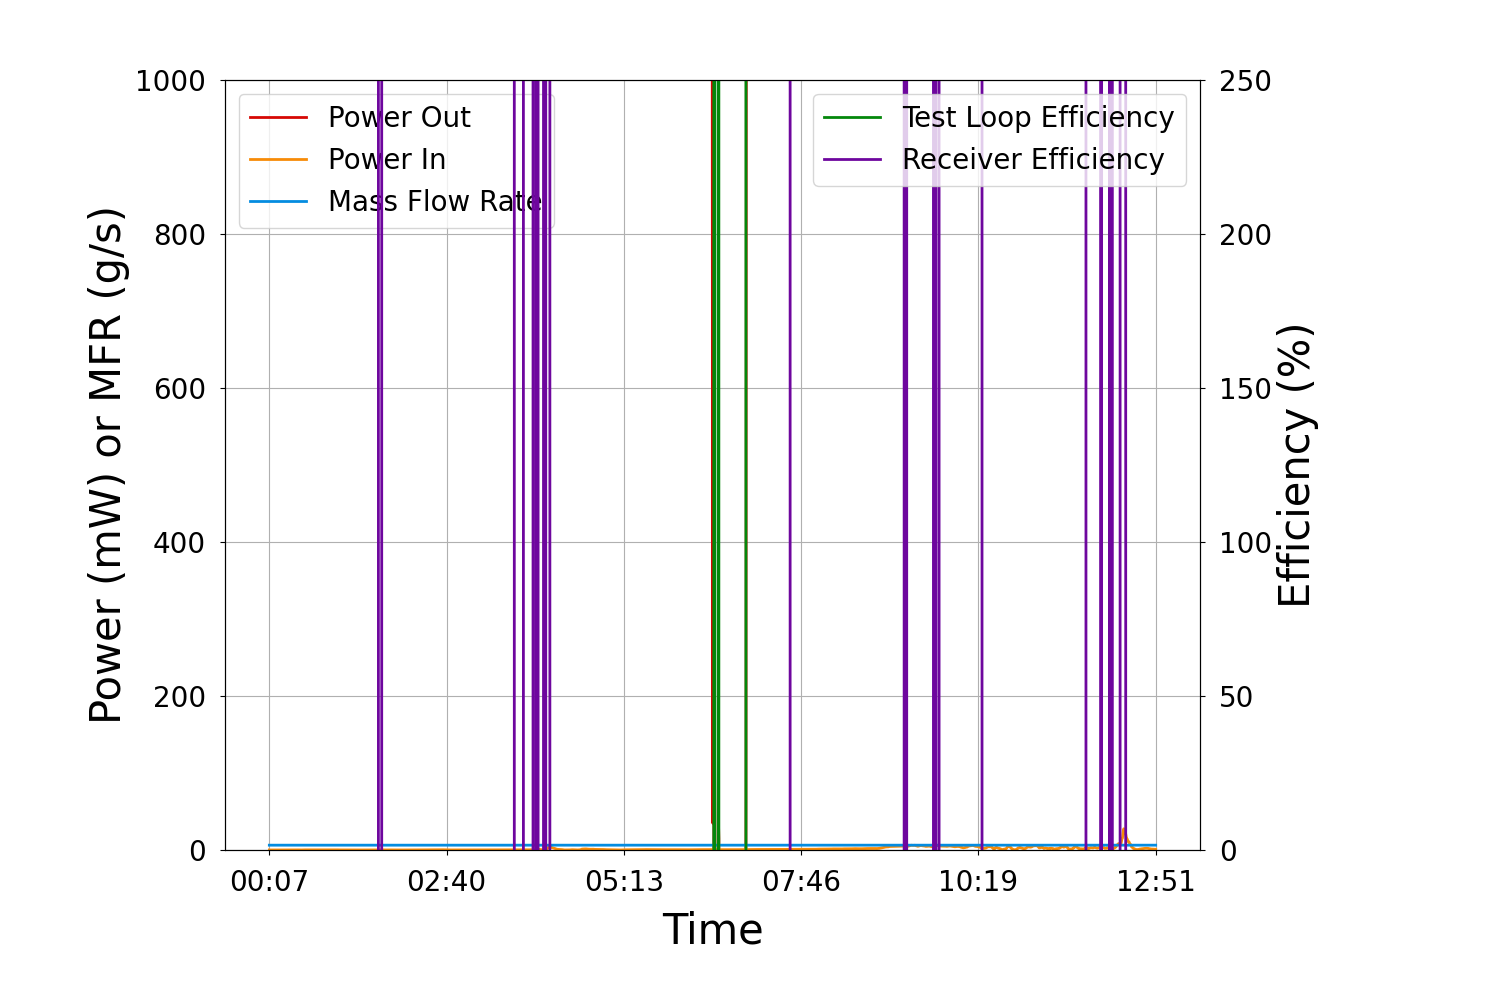 1000
800
600
400
200
0
Power (mW) or MFR (g/s)
Power Out
Power In
Mass Flow Rate
Test Loop Efficiency
Receiver Efficiency
250
200
150
100
50
0
Efficiency (%)
00:07 02:40 05:13 07:46 10:19 12:51
Time